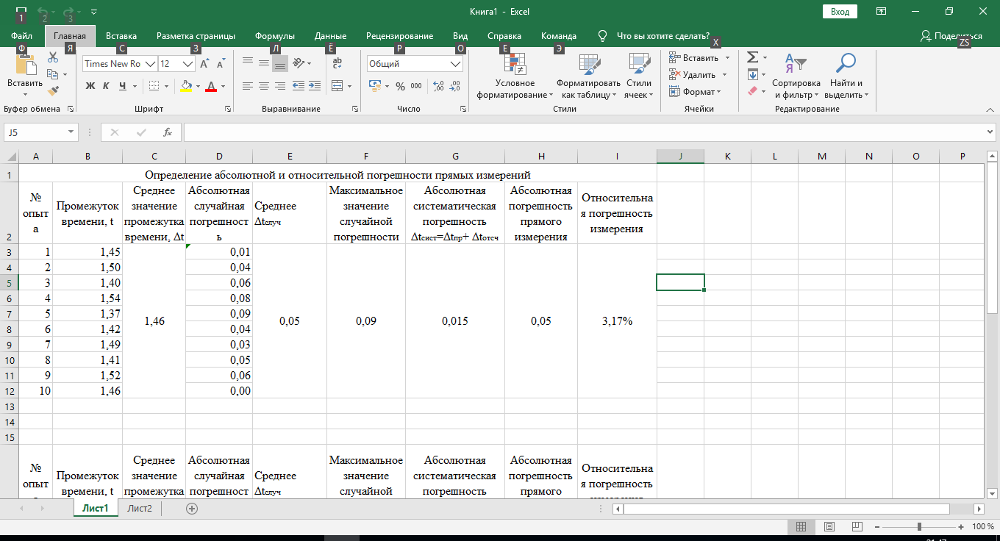 Книга1 - Excel
Вход
1 2 3
Файл Главная Вставка Разметка страницы Формулы Данные Рецензирование Вид Справка Команда Что вы хотите сделать? Поделиться
Ф Я С З Л Ё Р О Е Э Х ZS
Вставить
Буфер обмена
Times New Ro 12
Ж К Ч
Шрифт
Выравнивание
Общий
% 000
Число
Условное форматирование
Форматировать как таблицу
Стили ячеек
Стили
Вставить
Удалить
Формат
Ячейки
Сортировка и фильтр
Найти и выделить
Редактирование
J5 fx
A B C D E F G H I J K L M N O P
1 Определение абсолютной и относительной погрешности прямых измерений
2
№ опыт а
Промежуток времени, t
Среднее значение промежутка времени, Δt
Абсолютная случайная погрешност ь
Среднее Δtслуч
Максимальное значение случайной погрешности
Абсолютная систематическая погрешность Δtсист=Δtпр+ Δtотсч
Абсолютная погрешность прямого измерения
Относительна я погрешность измерения
3 1 1,45 0,01
4 2 1,50 0,04
5 3 1,40 0,06
6 4 1,54 0,08
7 5 1,37 0,09
1,46 0,05 0,09 0,015 0,05 3,17%
8 6 1,42 0,04
9 7 1,49 0,03
10 8 1,41 0,05
11 9 1,52 0,06
12 10 1,46 0,00
13
14
15
№ опыт
Промежуток времени, t
Среднее значение промежутка
Абсолютная случайная погрешност
Среднее Δtслуч
Максимальное значение случайной
Абсолютная систематическая погрешность
Абсолютная погрешность прямого
Относительна я погрешность
Лист1 Лист2
100 %